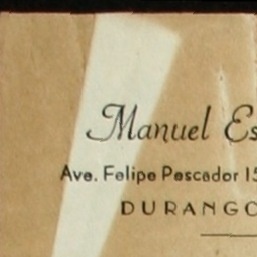 Manuel Es
Ave. Felipe Pescador 15
DURANGO